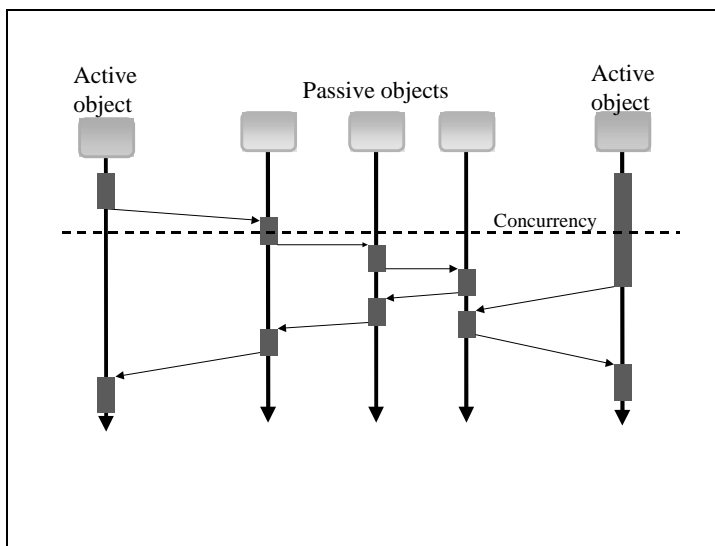 Active
object
Passive objects
Active
object
Concurrency